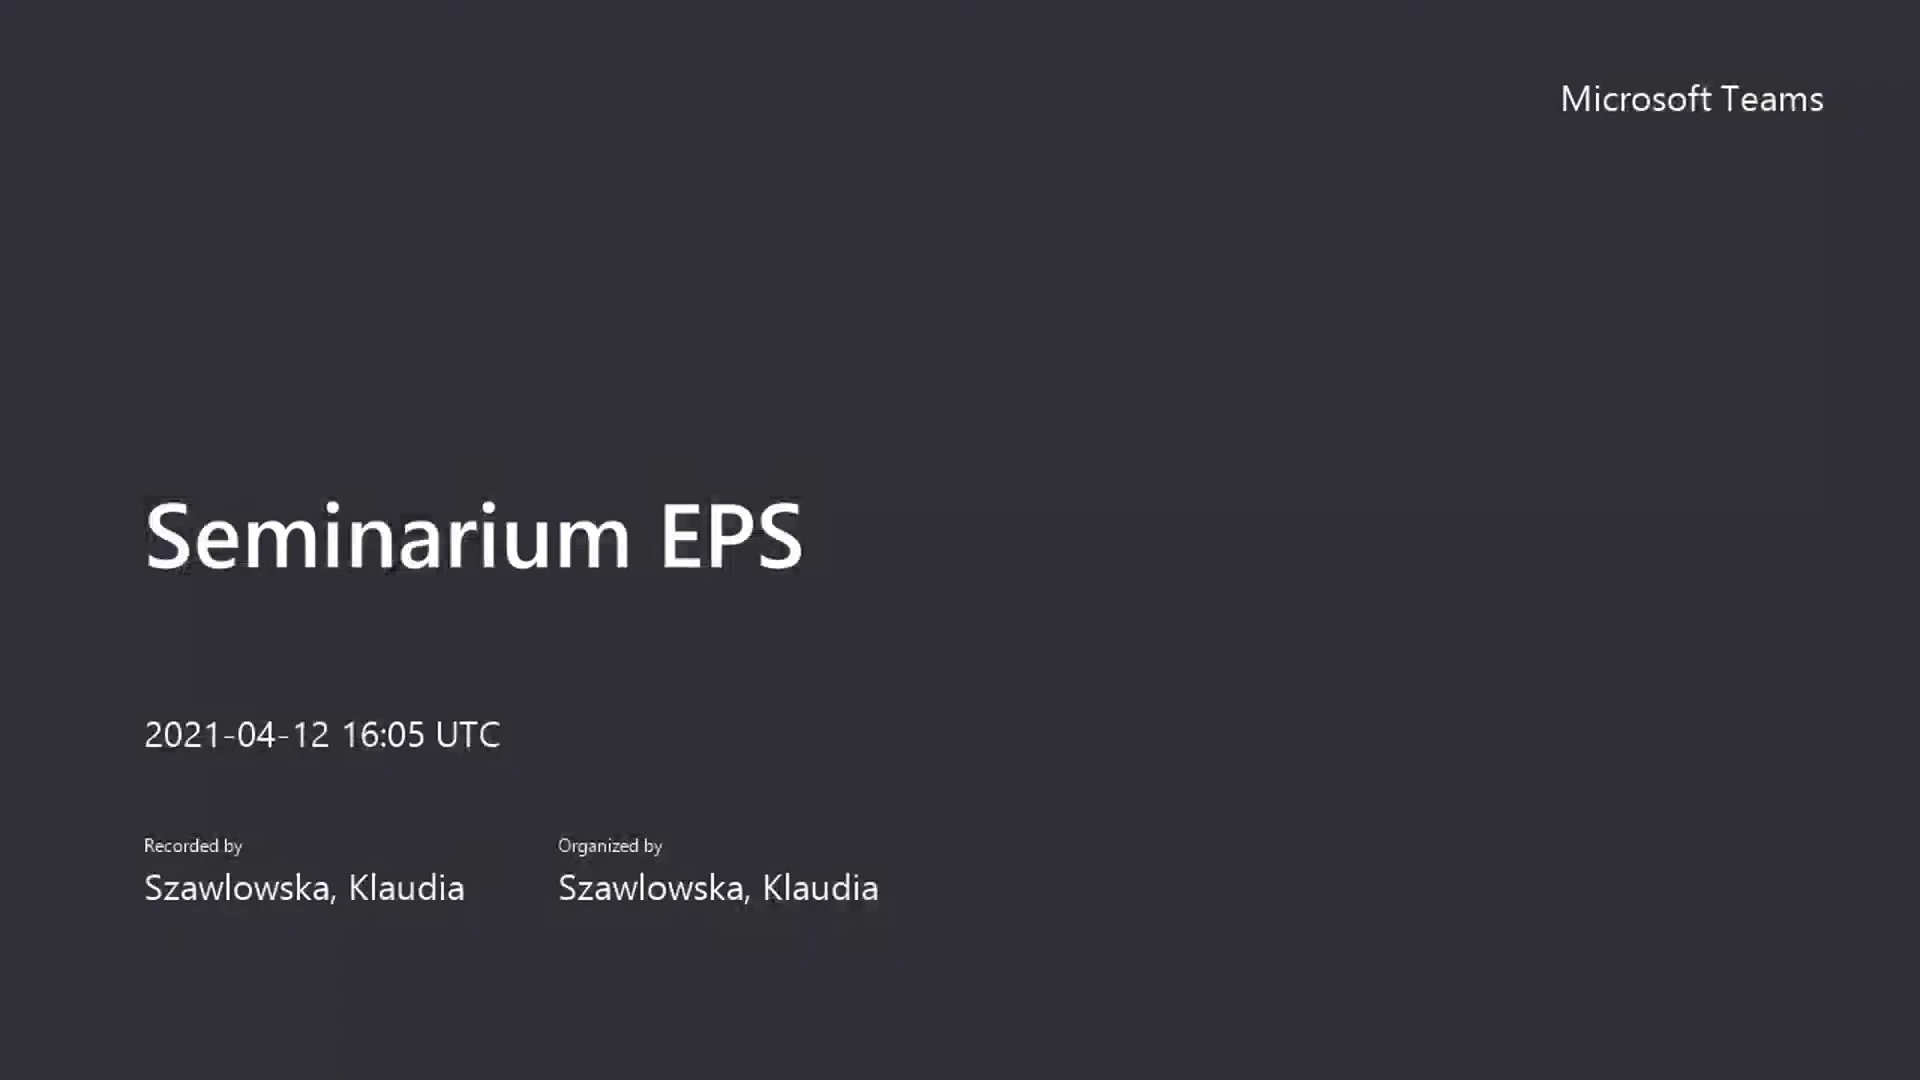 Microsoft Teams
Seminarium EPS
2021-04-12 16:05 UTC
Recorded by
Szawlowska, Klaudia
Organized by
Szawlowska, Klaudia